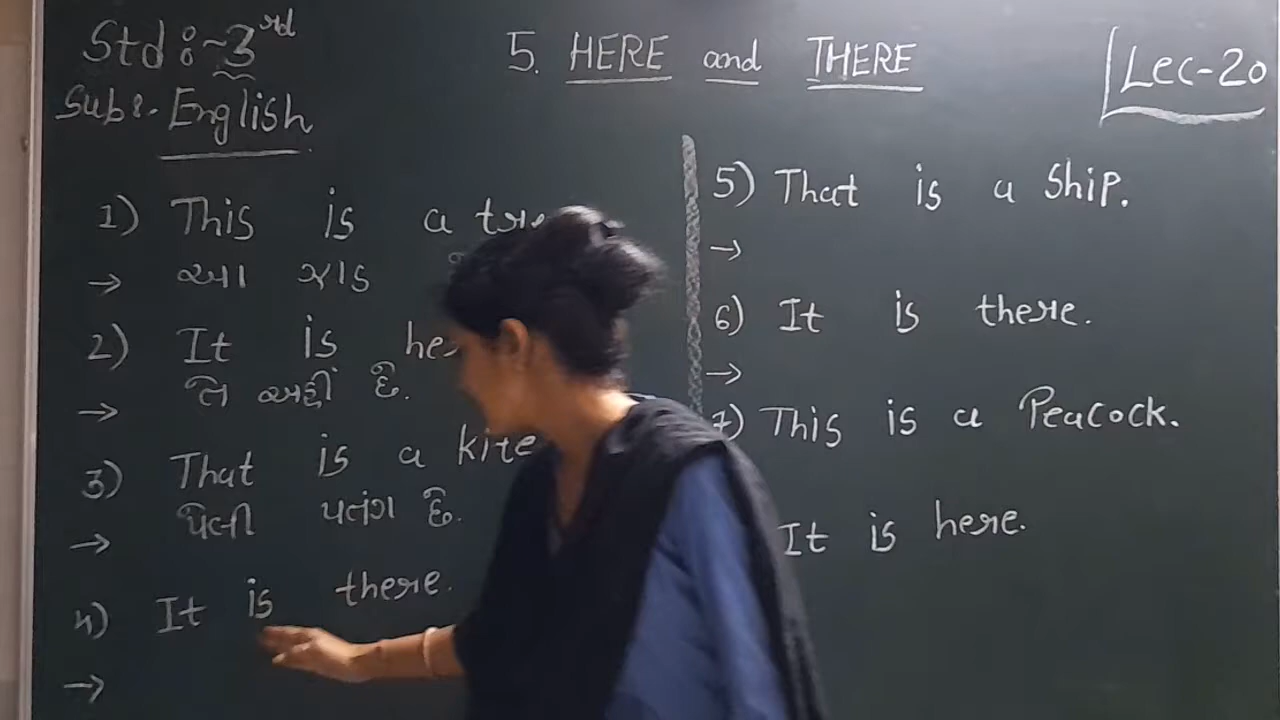 Std :~ 3rd
Sub :- English
5. HERE and THERE
Lec-20
1) This is a
→ આ ઝાડ
2) It is
→ તે અહીં છે.
3) That is a kite
→ પેલી પતંગ છે.
4) It is there.
→
5) That is a Ship.
→
6) It is there.
→
7) This is a Peacock.
It is here.